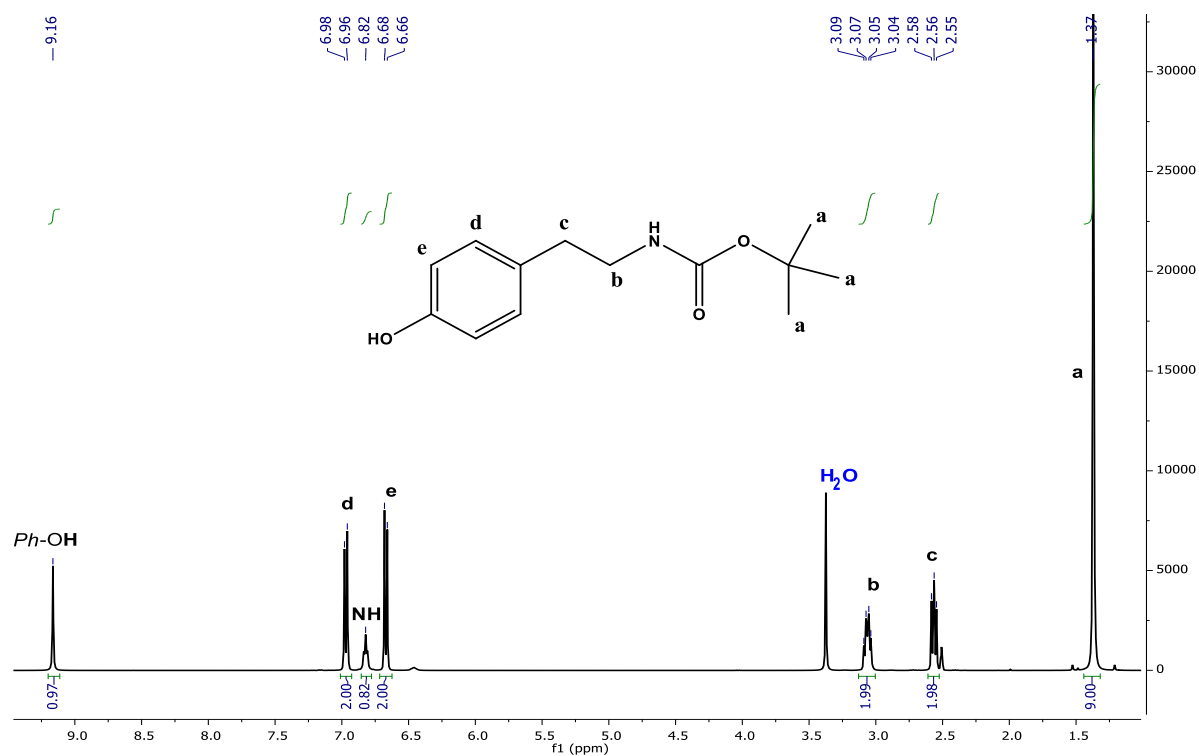 9.16
6.98
6.96
6.82
6.68
6.66
3.09
3.07
3.05
3.04
2.58
2.56
2.55
1.37
30000
25000
20000
15000
10000
5000
0
a
d
c
H
N
O
a
e
b
a
O
a
HO
a
H2O
d
e
Ph-OH
NH
b
c
0.97
2.00
0.82
2.00
1.99
1.98
9.00
9.0 8.5 8.0 7.5 7.0 6.5 6.0 5.5 5.0 4.5 4.0 3.5 3.0 2.5 2.0 1.5
f1 (ppm)